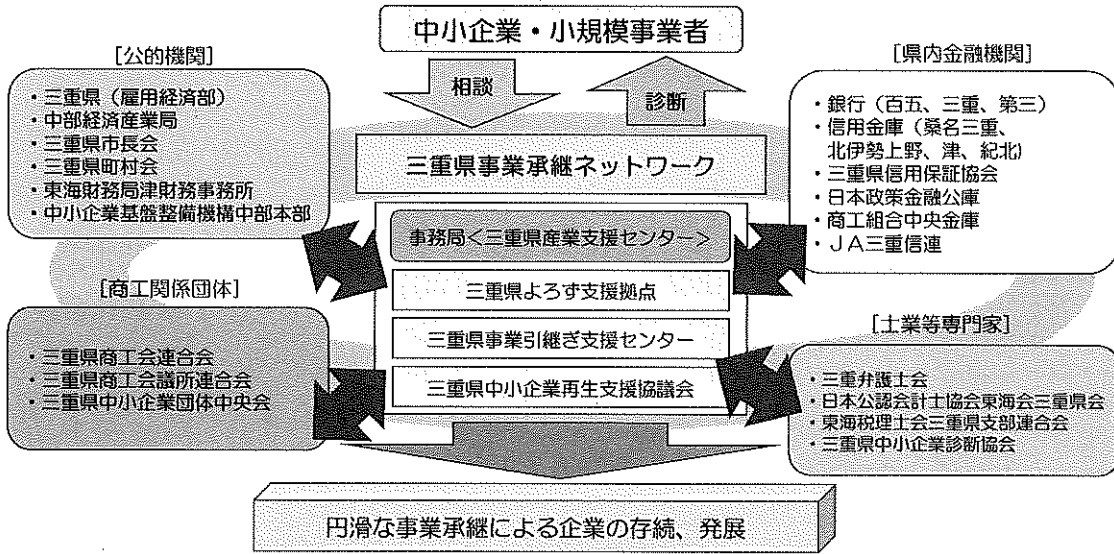 中小企業・小規模事業者
相談
診断
三重県事業承継ネットワーク
[公的機関]
・三重県（雇用経済部）
・中部経済産業局
・三重県市長会
・三重県町村会
・東海財務局津財務事務所
・中小企業基盤整備機構中部本部
[県内金融機関]
・銀行（百五、三重、第三）
・信用金庫（桑名三重、
北伊勢上野、津、紀北）
・三重県信用保証協会
・日本政策金融公庫
・商工組合中央金庫
・ＪＡ三重信連
事務局＜三重県産業支援センター＞
三重県よろず支援拠点
三重県事業引継ぎ支援センター
三重県中小企業再生支援協議会
[商工関係団体]
・三重県商工会連合会
・三重県商工会議所連合会
・三重県中小企業団体中央会
[士業等専門家]
・三重弁護士会
・日本公認会計士協会東海会三重県会
・東海税理士会三重県支部連合会
・三重県中小企業診断協会
円滑な事業承継による企業の存続、発展